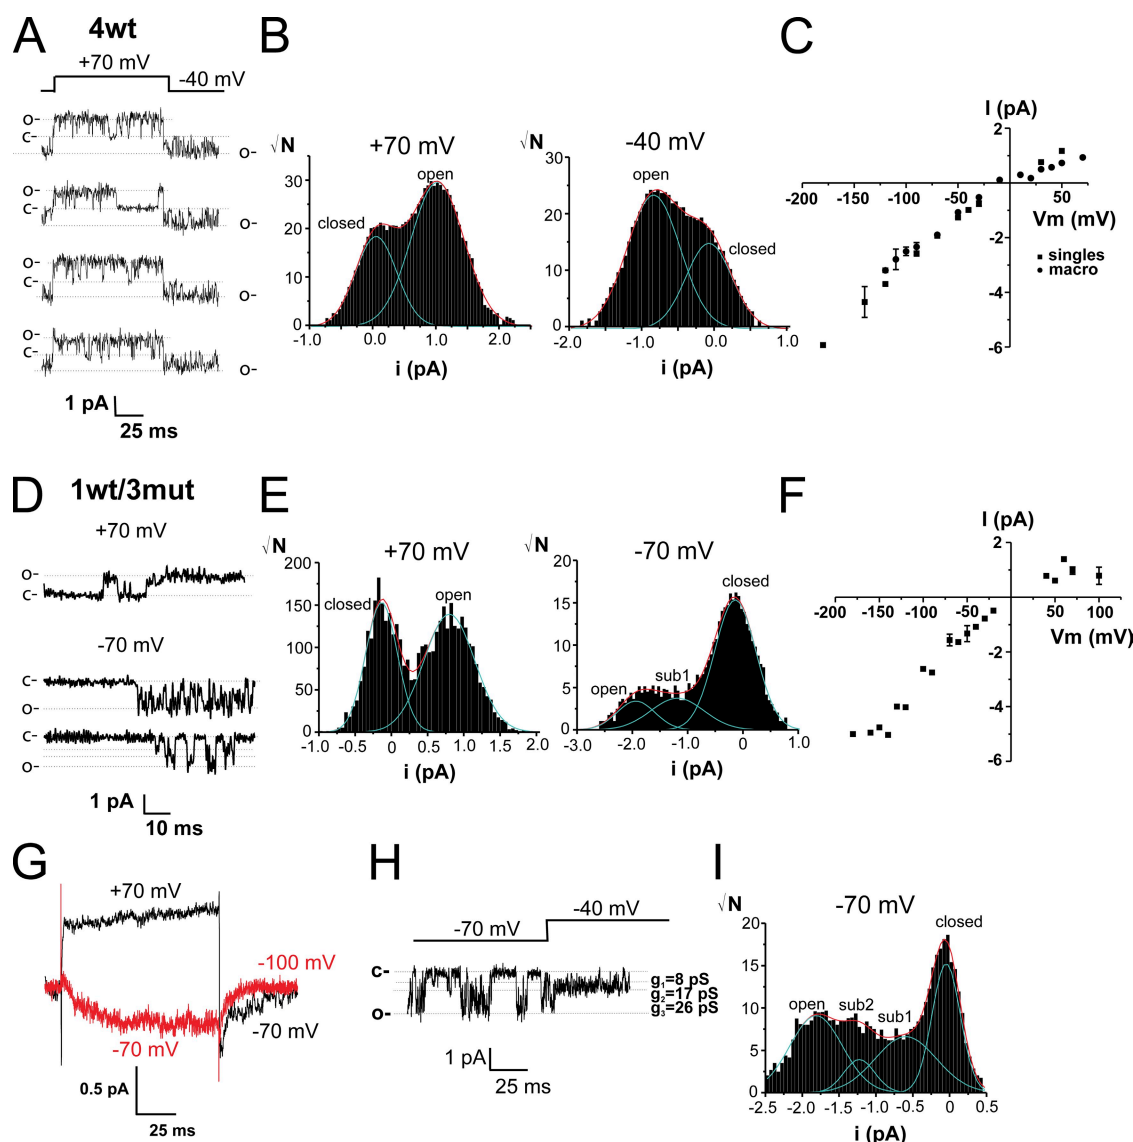 A 4wt
+70 mV
-40 mV
o-
c-
o-
o-
c-
o-
o-
c-
o-
o-
c-
o-
1 pA
25 ms
B
√N
+70 mV
open
closed
30
20
10
0
-1.0 0.0 1.0 2.0
i (pA)
-40 mV
open
closed
30
20
10
0
-2.0 -1.0 0.0 1.0
i (pA)
C
I (pA)
2
-200 -150 -100 -50 50
Vm (mV)
-2
-4
-6
singles
macro
D 1wt/3mut
+70 mV
o-
c-
-70 mV
c-
o-
c-
o-
1 pA
10 ms
E
√N
+70 mV
closed
open
200
150
100
50
0
-1.0 -0.5 0 0.5 1.0 1.5 2.0
i (pA)
√N
-70 mV
closed
open
sub1
20
15
10
5
0
-3.0 -2.0 -1.0 0 1.0
i (pA)
F
I (pA)
2
-200 -150 -100 -50 50 100
Vm (mV)
-2
-4
-6
G
+70 mV
-100 mV
-70 mV
-70 mV
0.5 pA
25 ms
H
-40 mV
-70 mV
c-
g1=8 pS
g2=17 pS
g3=26 pS
o-
1 pA
25 ms
I
√N
-70 mV
closed
open
sub2
sub1
20
15
10
5
0
-2.5 -2.0 -1.5 -1.0 -0.5 0 0.5
i (pA)